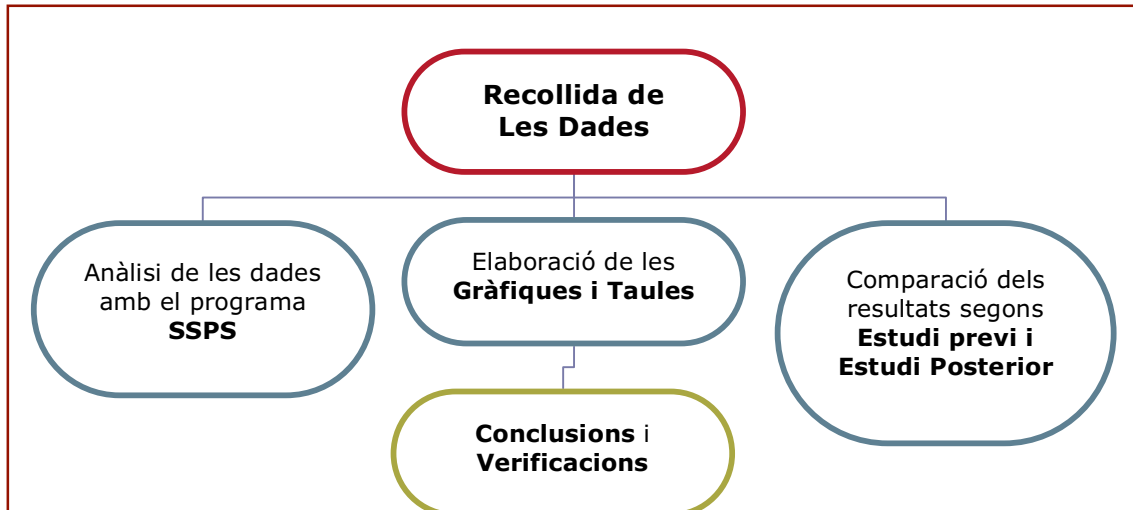 Recollida de
Les Dades
Anàlisi de les dades
amb el programa
SSPS
Elaboració de les
Gràfiques i Taules
Comparació dels
resultats segons
Estudi previ i
Estudi Posterior
Conclusions i
Verificacions